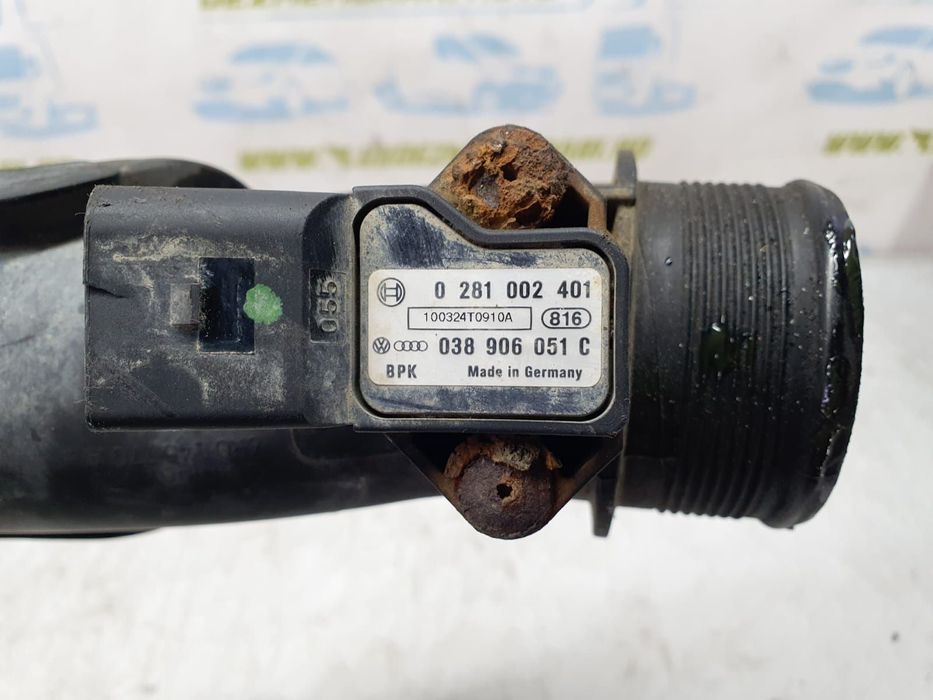 0 281 002 401
100324T0910A 816
038 906 051 C
BPK Made in Germany
055